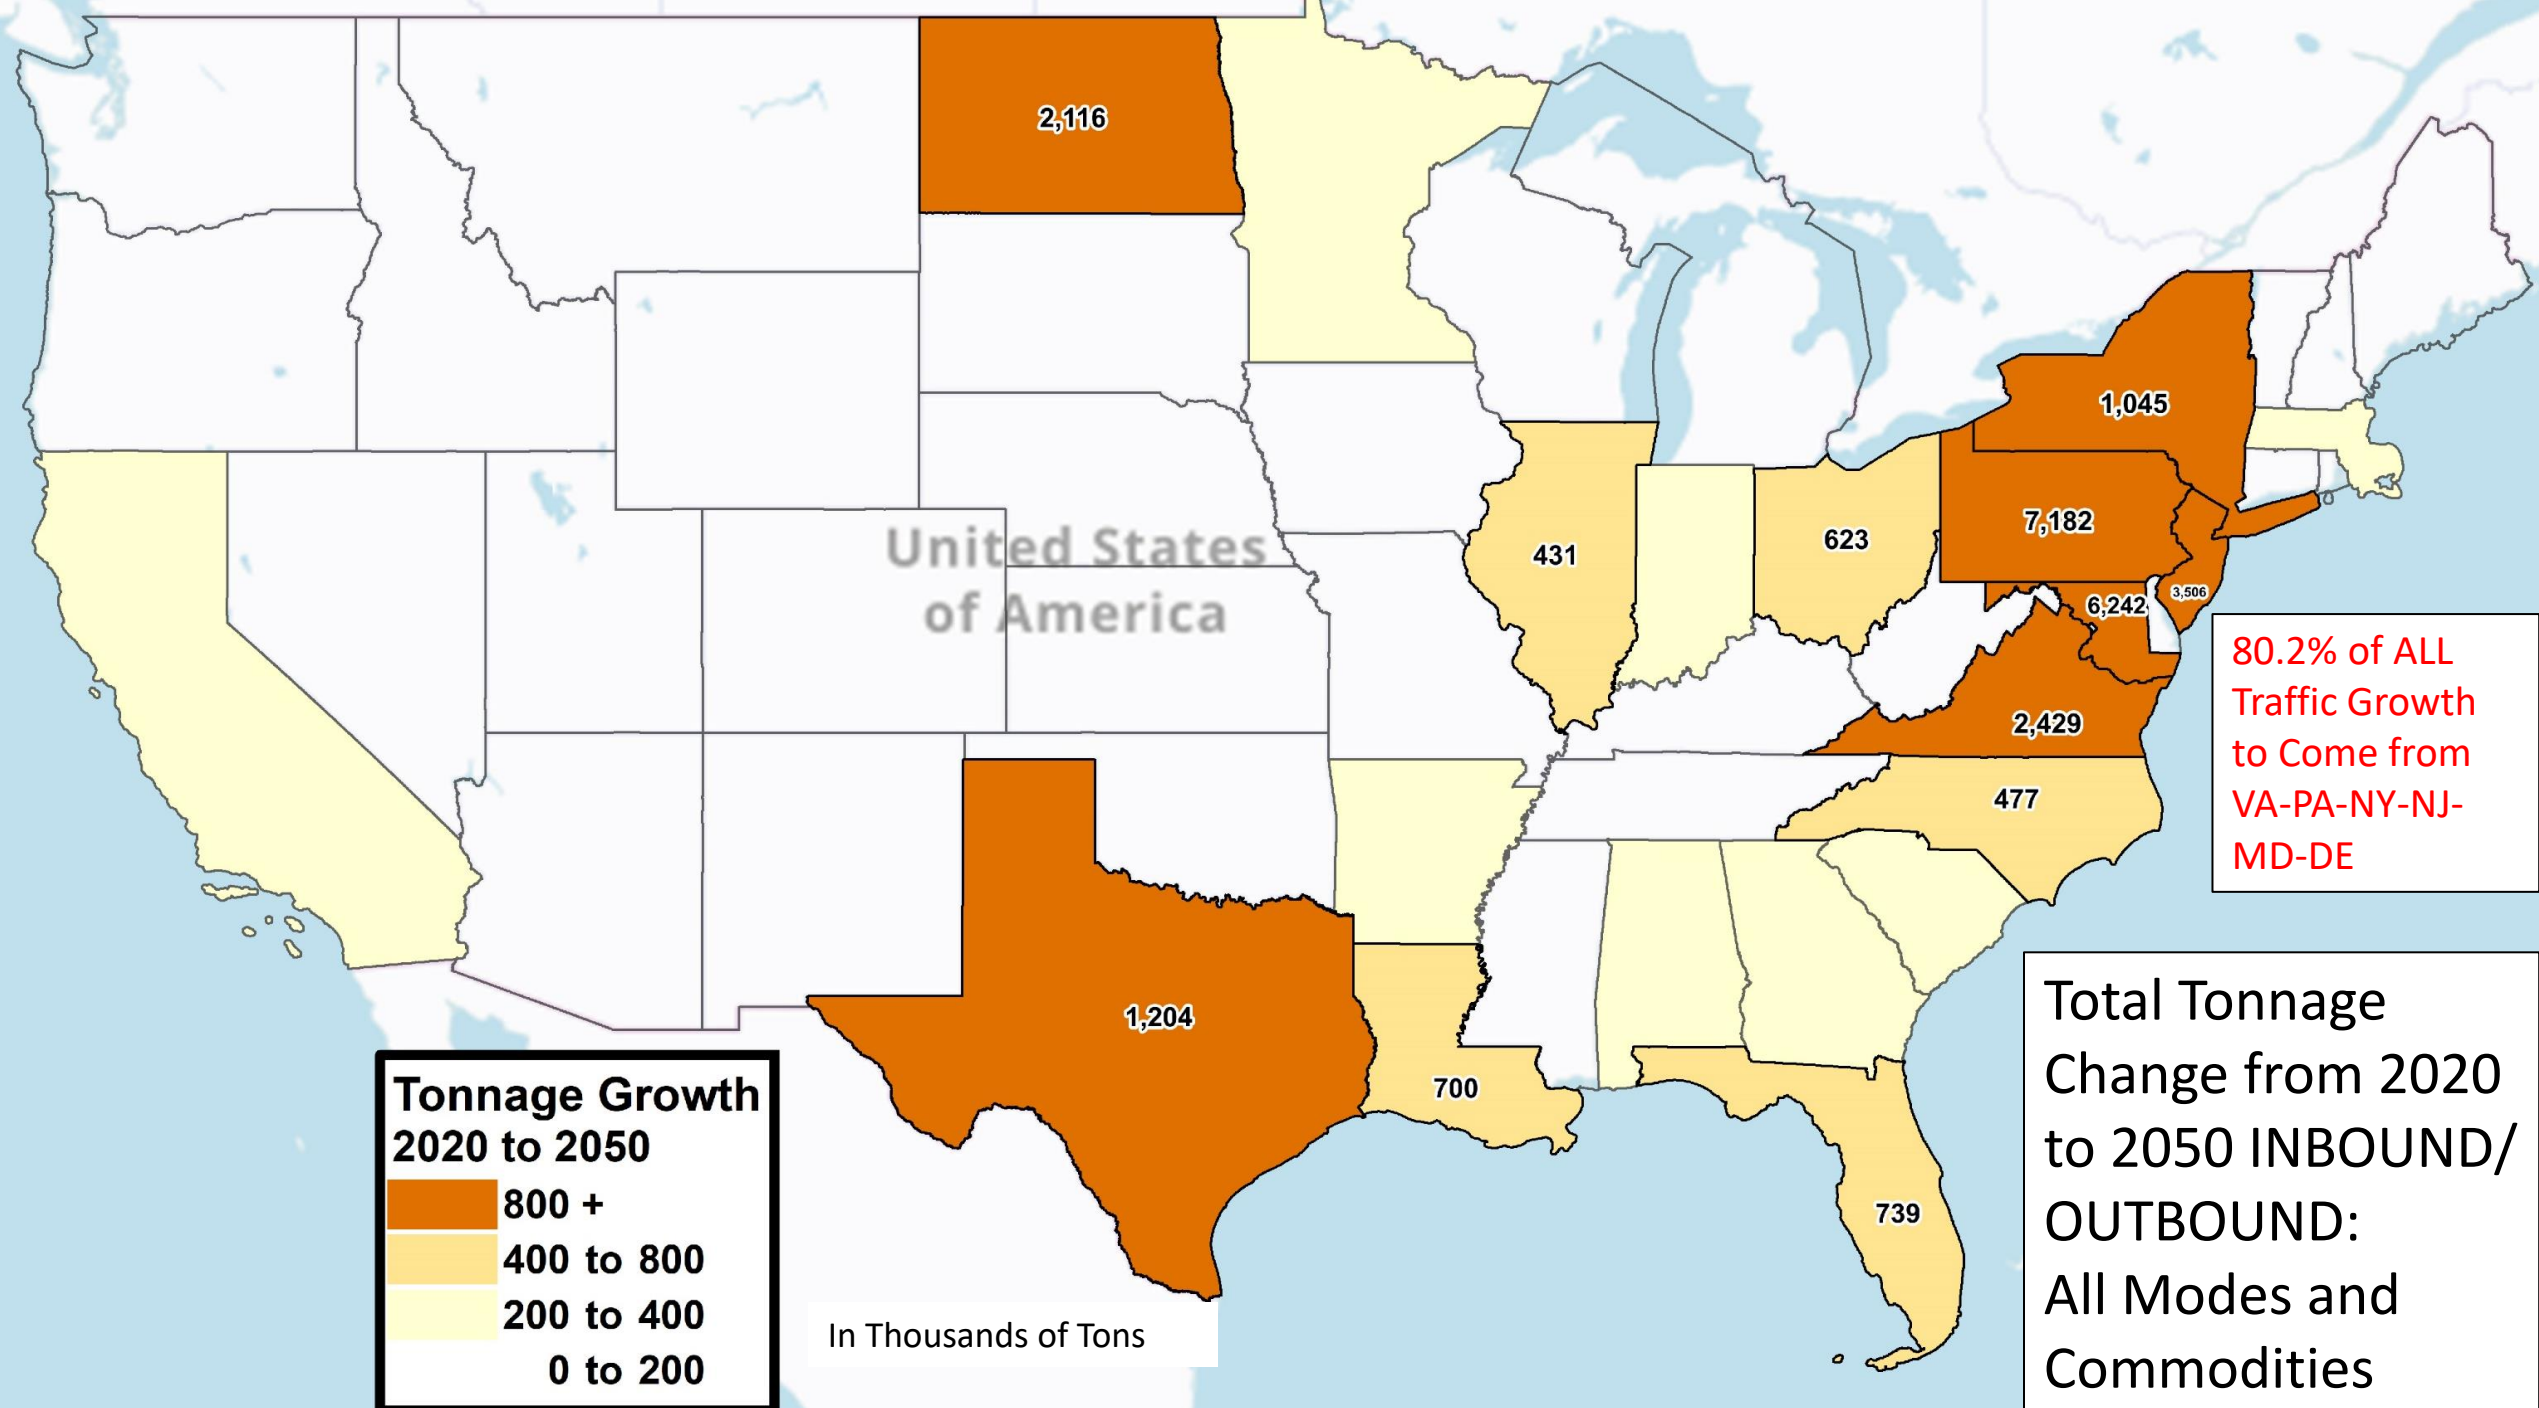 2,116
1,045
7,182
623
431
3,506
6,242
United States
of America
2,429
477
1,204
700
739
80.2% of ALL
Traffic Growth
to Come from
VA-PA-NY-NJ-
MD-DE
Total Tonnage
Change from 2020
to 2050 INBOUND/
OUTBOUND:
All Modes and
Commodities
Tonnage Growth
2020 to 2050
800 +
400 to 800
200 to 400
0 to 200
In Thousands of Tons